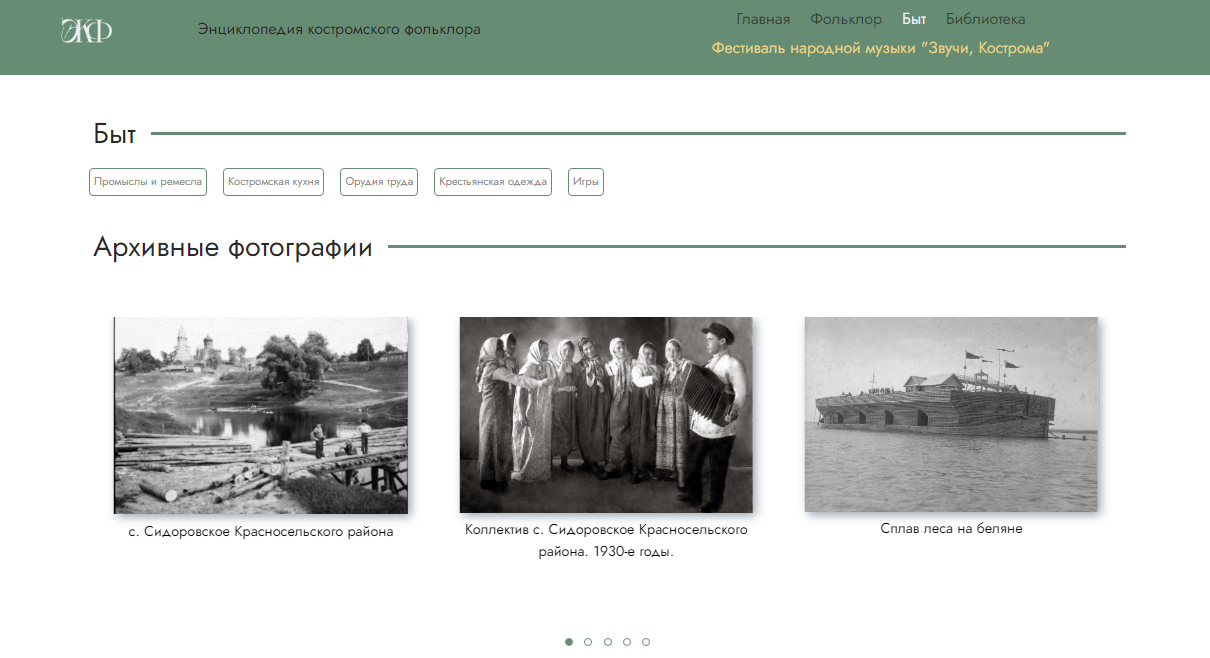 ЭКФ
Энциклопедия костромского фольклора
Главная Фольклор Быт Библиотека
Фестиваль народной музыки "Звучи, Кострома"
Быт
Промыслы и ремесла Костромская кухня Орудия труда Крестьянская одежда Игры
Архивные фотографии
с. Сидоровское Красносельского района
Коллектив с. Сидоровское Красносельского
района. 1930-е годы.
Сплав леса на беляне